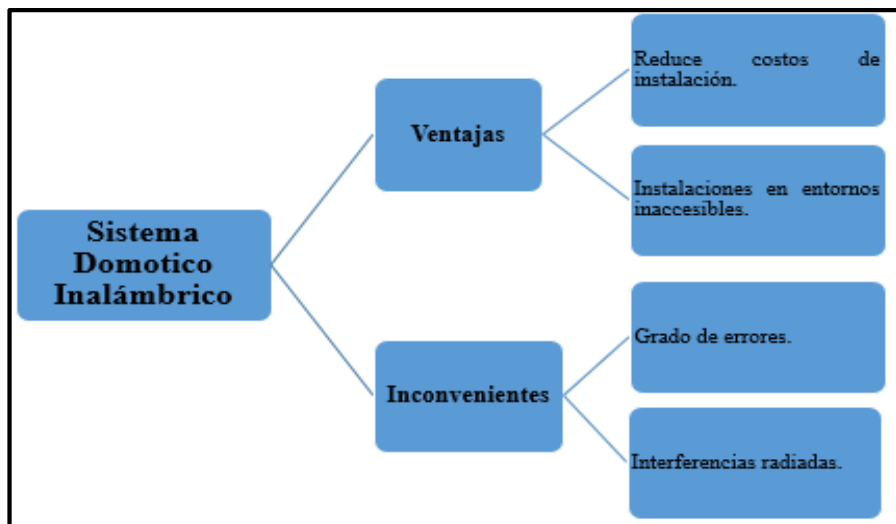 Sistema
Domotico
Inalámbrico
Ventajas
Reduce costos de
instalación.
Instalaciones en entornos
inaccesibles.
Inconvenientes
Grado de errores.
Interferencias radiadas.